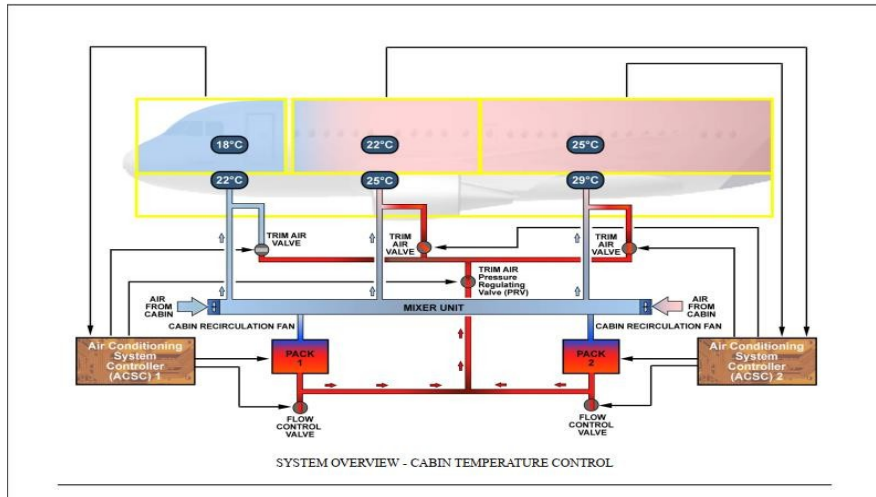 18°C
22°C
25°C
22°C
25°C
29°C
TRIM AIR
VALVE
TRIM
AIR
VALVE
TRIM
AIR
VALVE
TRIM AIR
Pressure
Regulating
Valve (PRV)
AIR
FROM
CABIN
MIXER UNIT
AIR
FROM
CABIN
CABIN RECIRCULATION FAN
CABIN RECIRCULATION FAN
Air Conditioning
System
Controller
(ACSC) 1
PACK
1
PACK
2
Air Conditioning
System
Controller
(ACSC) 2
FLOW
CONTROL
VALVE
FLOW
CONTROL
VALVE
SYSTEM OVERVIEW - CABIN TEMPERATURE CONTROL